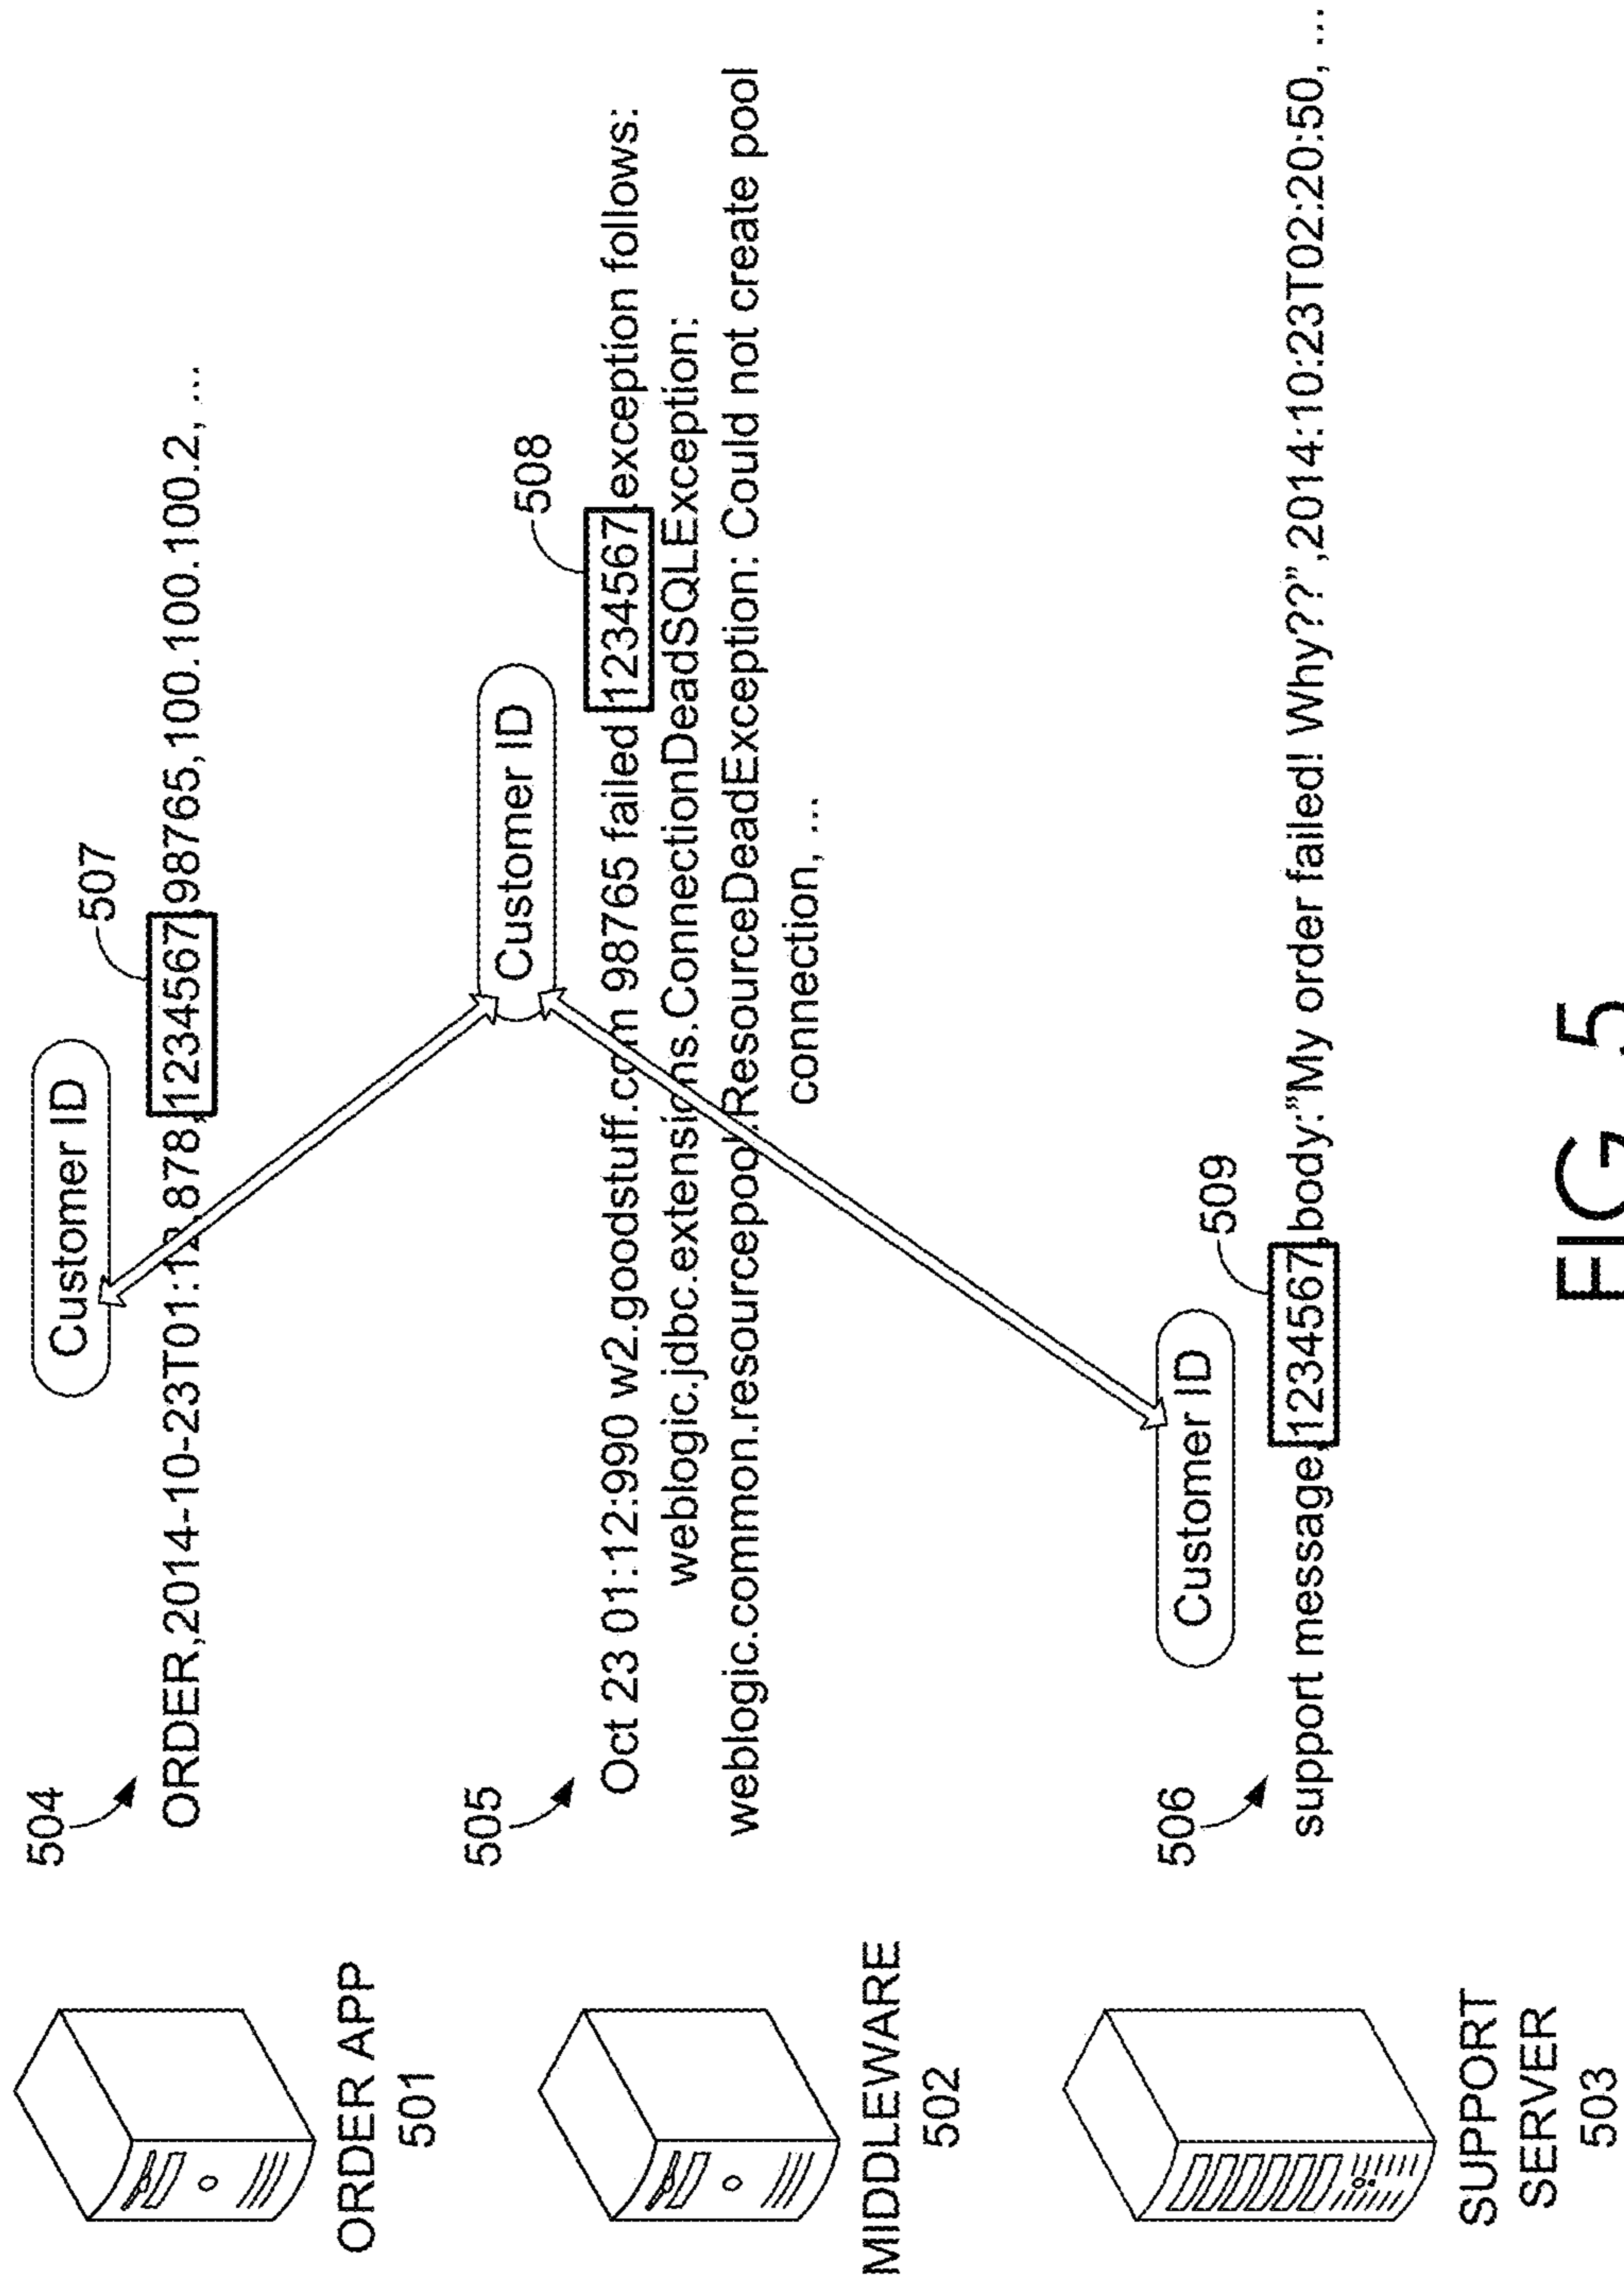 504
Customer ID
507
ORDER,2014-10-23T01:12.878,1234567,98765,100.100.100.2, ...
ORDER APP
501
505
Customer ID
508
Oct 23 01:12:990 w2.goodstuff.com 98765 failed 1234567.exception follows:
weblogic.jdbc.extensions.ConnectionDeadSQLException:
weblogic.common.resourcepool.ResourceDeadException: Could not create pool
connection, ...
MIDDLEWARE
502
506
Customer ID
509
support message,1234567,body:"My order failed! Why??",2014:10:23T02:20:50, ...
SUPPORT
SERVER
503
FIG. 5